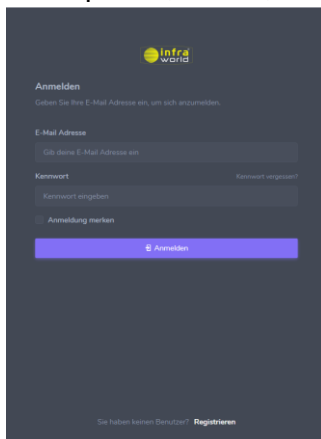 infra
world
Anmelden
Geben Sie Ihre E-Mail Adresse ein, um sich anzumelden.
E-Mail Adresse
Gib deine E-Mail Adresse ein
Kennwort Kennwort vergessen?
Kennwort eingeben
Anmeldung merken
Anmelden
Sie haben keinen Benutzer? Registrieren